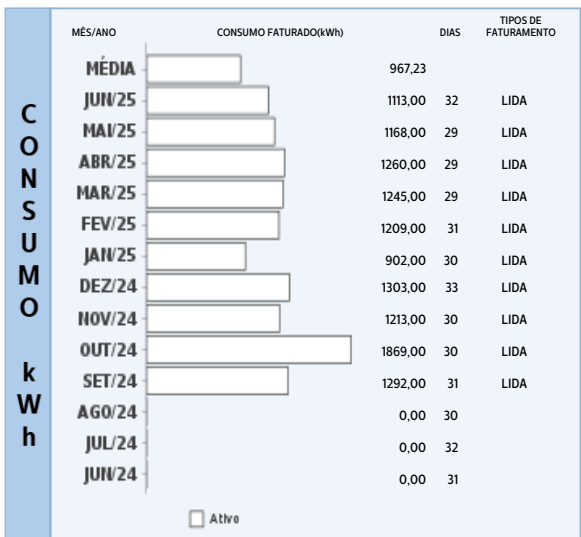 MÊS/ANO CONSUMO FATURADO(kWh) DIAS TIPOS DE FATURAMENTO
CONSUMO kWh
MÉDIA 967,23
JUN/25 1113,00 32 LIDA
MAI/25 1168,00 29 LIDA
ABR/25 1260,00 29 LIDA
MAR/25 1245,00 29 LIDA
FEV/25 1209,00 31 LIDA
JAN/25 902,00 30 LIDA
DEZ/24 1303,00 33 LIDA
NOV/24 1213,00 30 LIDA
OUT/24 1869,00 30 LIDA
SET/24 1292,00 31 LIDA
AGO/24 0,00 30
JUL/24 0,00 32
JUN/24 0,00 31
Ativo